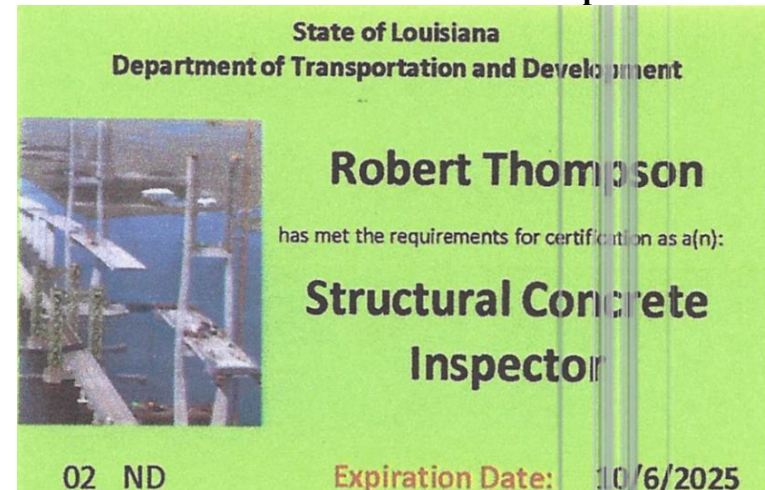 State of Louisiana
Department of Transportation and Development
Robert Thompson
has met the requirements for certification as a(n):
Structural Concrete
Inspector
02 ND
Expiration Date: 10/6/2025